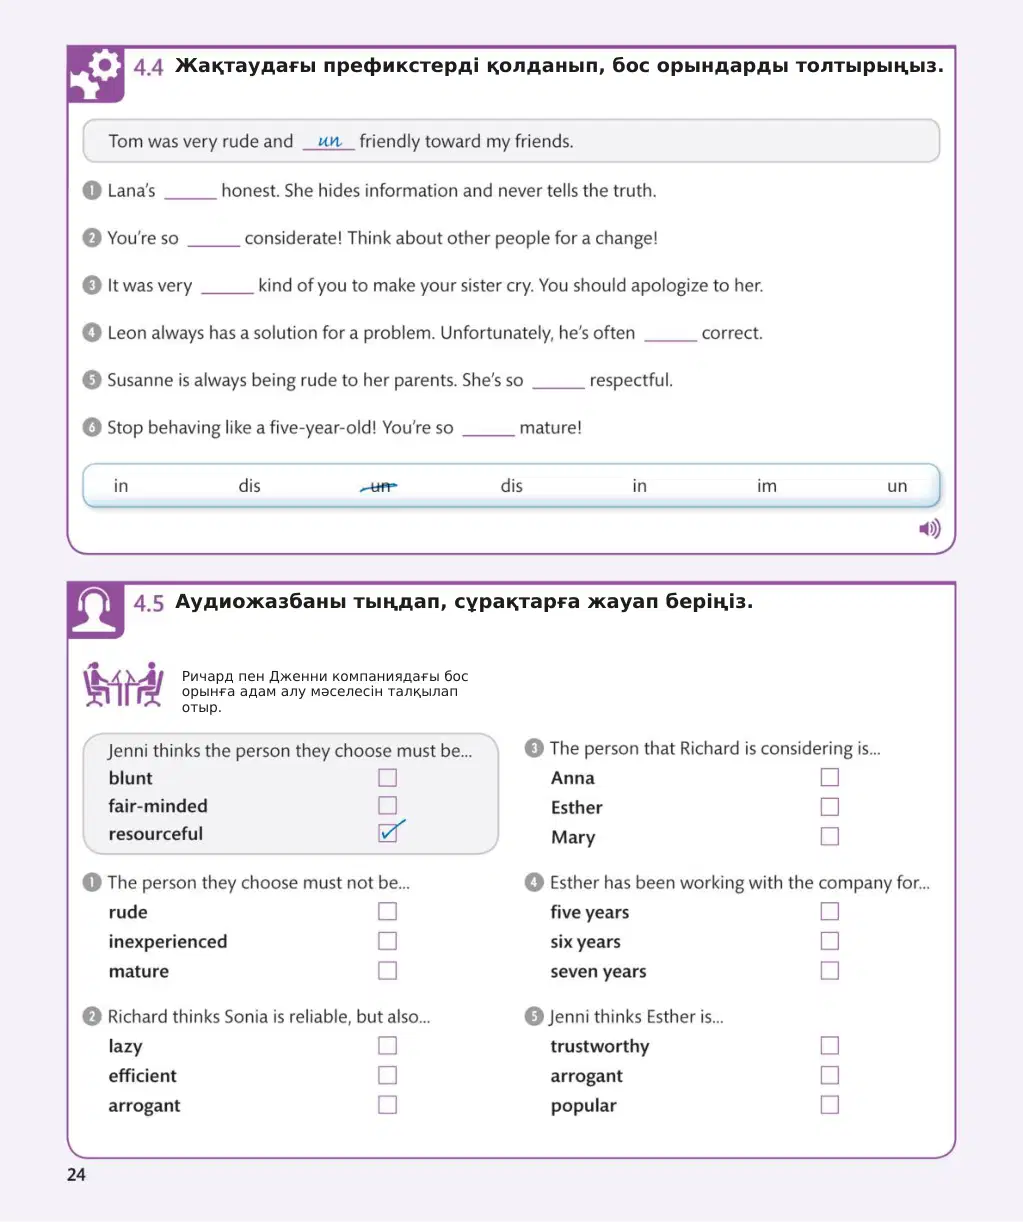 4.4 Жақтаудағы префикстерді қолданып, бос орындарды толтырыңыз.
Tom was very rude and un friendly toward my friends.
1 Lana's ______ honest. She hides information and never tells the truth.
2 You're so ______ considerate! Think about other people for a change!
3 It was very ______ kind of you to make your sister cry. You should apologize to her.
4 Leon always has a solution for a problem. Unfortunately, he's often ______ correct.
5 Susanne is always being rude to her parents. She's so ______ respectful.
6 Stop behaving like a five-year-old! You're so ______ mature!
in dis un dis in im un
4.5 Аудиожазбаны тыңдап, сұрақтарға жауап беріңіз.
Ричард пен Дженни компаниядағы бос
орынға адам алу мәселесін талқылап
отыр.
Jenni thinks the person they choose must be...
blunt
fair-minded
resourceful
1 The person they choose must not be...
rude
inexperienced
mature
2 Richard thinks Sonia is reliable, but also...
lazy
efficient
arrogant
3 The person that Richard is considering is...
Anna
Esther
Mary
4 Esther has been working with the company for...
five years
six years
seven years
5 Jenni thinks Esther is...
trustworthy
arrogant
popular
24